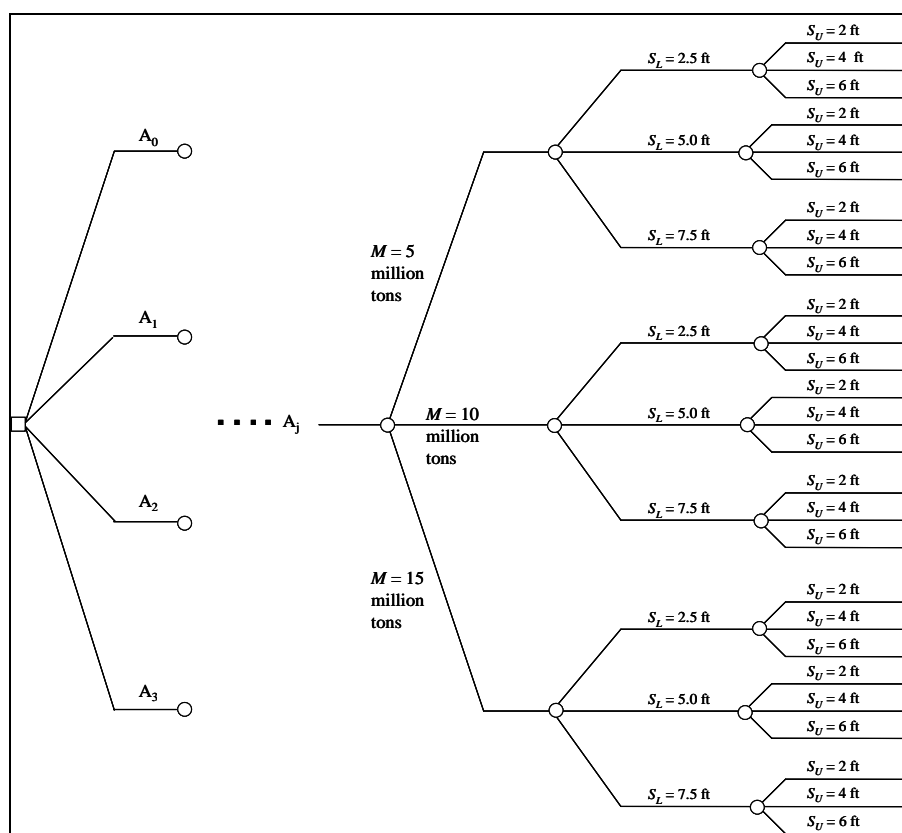 A0
A1
A2
A3
Aj
M = 5
million
tons
M = 10
million
tons
M = 15
million
tons
SL = 2.5 ft
SU = 2 ft
SU = 4 ft
SU = 6 ft
SL = 5.0 ft
SU = 2 ft
SU = 4 ft
SU = 6 ft
SL = 7.5 ft
SU = 2 ft
SU = 4 ft
SU = 6 ft
SL = 2.5 ft
SU = 2 ft
SU = 4 ft
SU = 6 ft
SL = 5.0 ft
SU = 2 ft
SU = 4 ft
SU = 6 ft
SL = 7.5 ft
SU = 2 ft
SU = 4 ft
SU = 6 ft
SL = 2.5 ft
SU = 2 ft
SU = 4 ft
SU = 6 ft
SL = 5.0 ft
SU = 2 ft
SU = 4 ft
SU = 6 ft
SL = 7.5 ft
SU = 2 ft
SU = 4 ft
SU = 6 ft